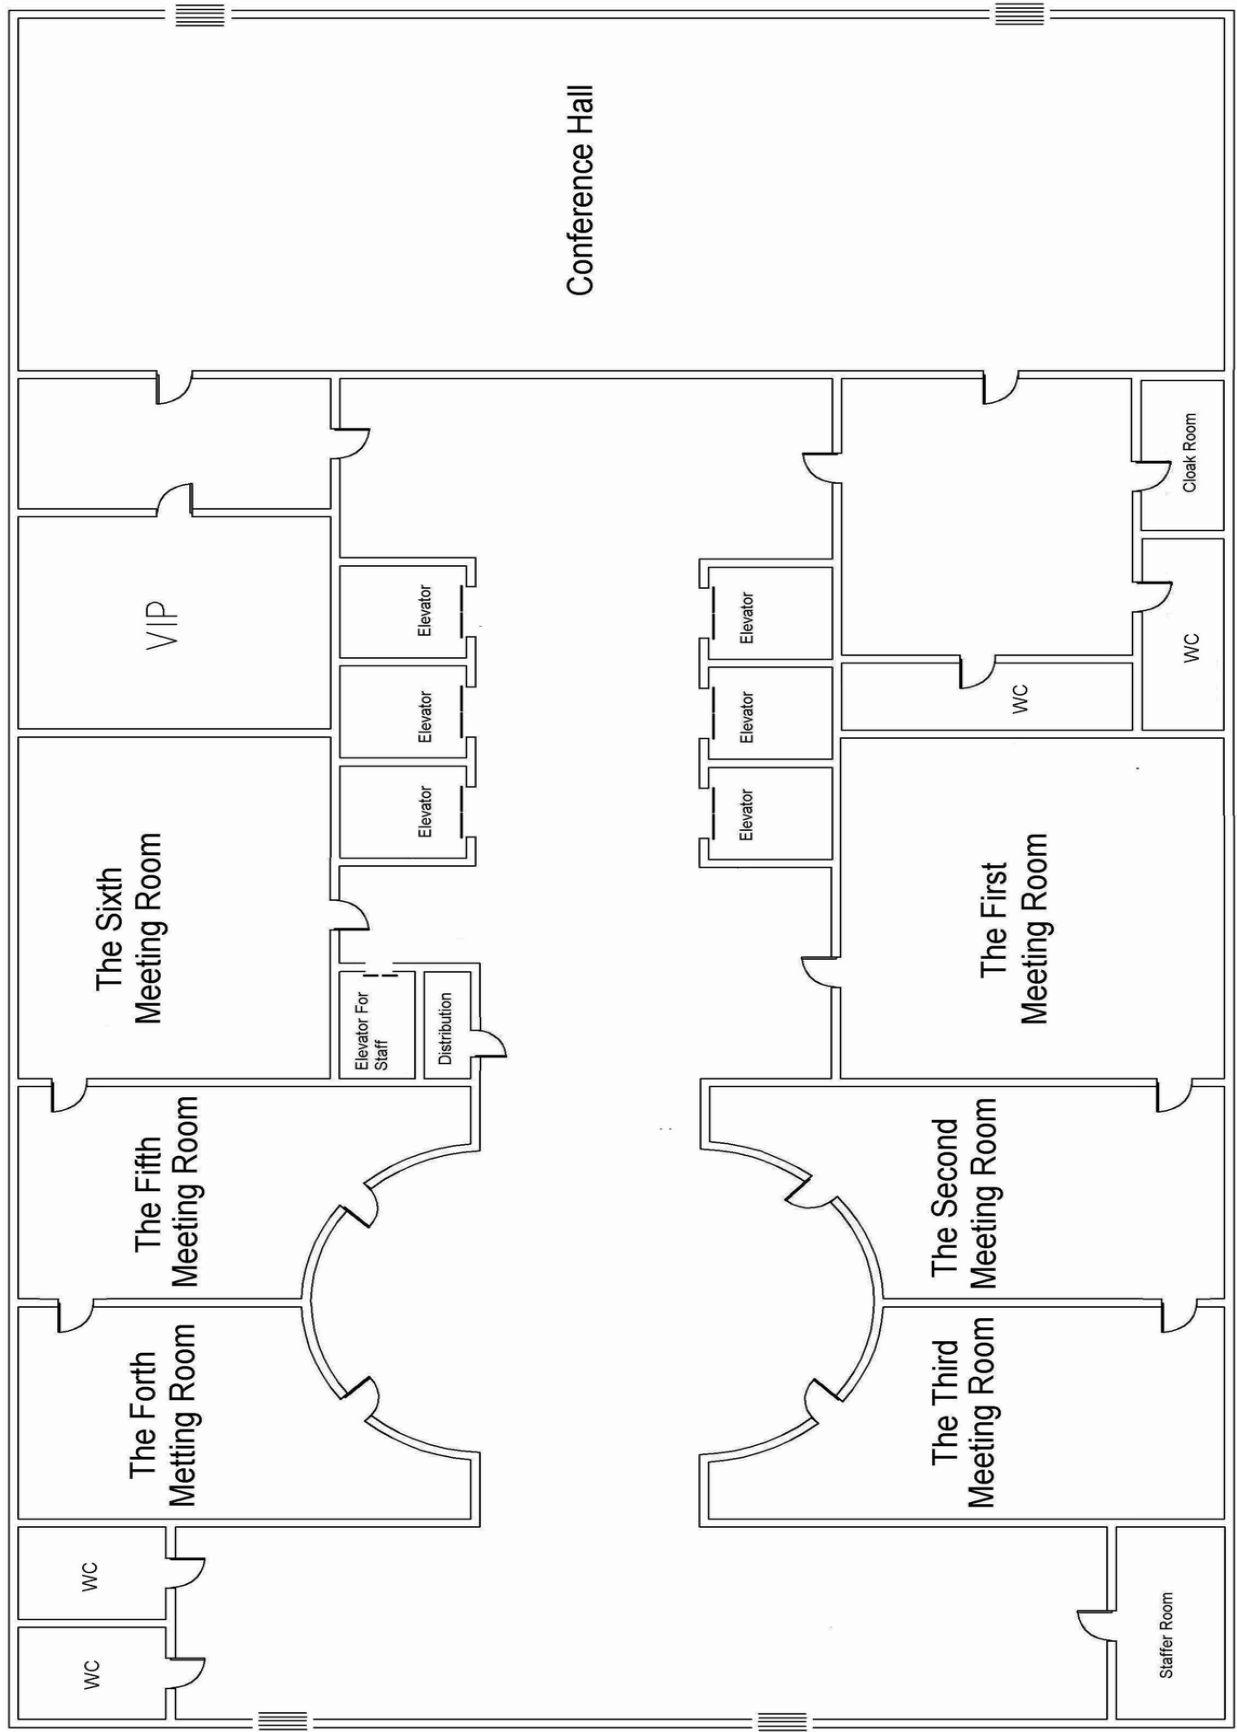 Conference Hall
Cloak Room
VIP
Elevator
Elevator
WC
WC
Elevator
Elevator
Elevator
Elevator
The Sixth
Meeting Room
The First
Meeting Room
Elevator For
Staff
Distribution
The Fifth
Meeting Room
The Second
Meeting Room
The Forth
Metting Room
The Third
Meeting Room
WC
WC
Staffer Room